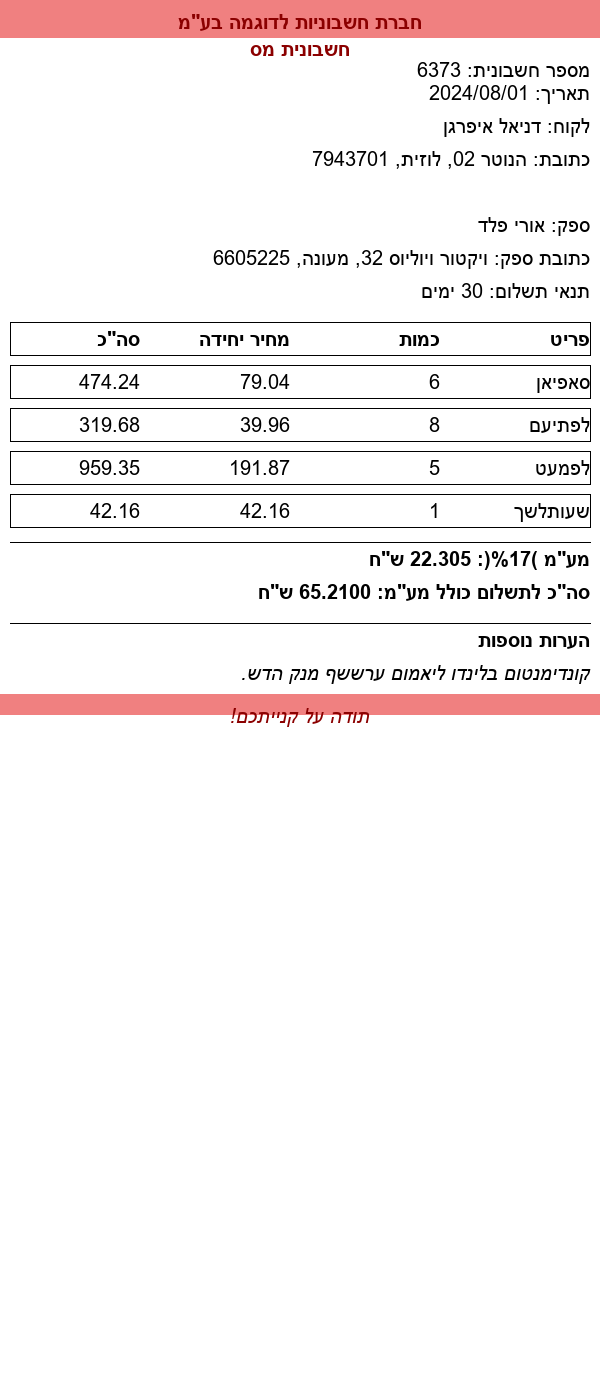 חברת חשבוניות לדוגמה בע"מ
חשבונית מס
מספר חשבונית: 6373
תאריך: 2024/08/01
לקוח: דניאל איפרגן
כתובת: הנוטר 02, לוזית, 7943701
ספק: אורי פלד
כתובת ספק: ויקטור ויוליוס 32, מעונה, 6605225
תנאי תשלום: 30 ימים
פריט כמות מחיר יחידה סה"כ
סאפיאן 6 79.04 474.24
לפתיעם 8 39.96 319.68
לפמעט 5 191.87 959.35
שעותלשך 1 42.16 42.16
מע"מ )17%(: 22.305 ש"ח
סה"כ לתשלום כולל מע"מ: 65.2100 ש"ח
הערות נוספות
קונדימנטום בלינדו ליאמום ערששף מנק הדש.
תודה על קנייתכם!